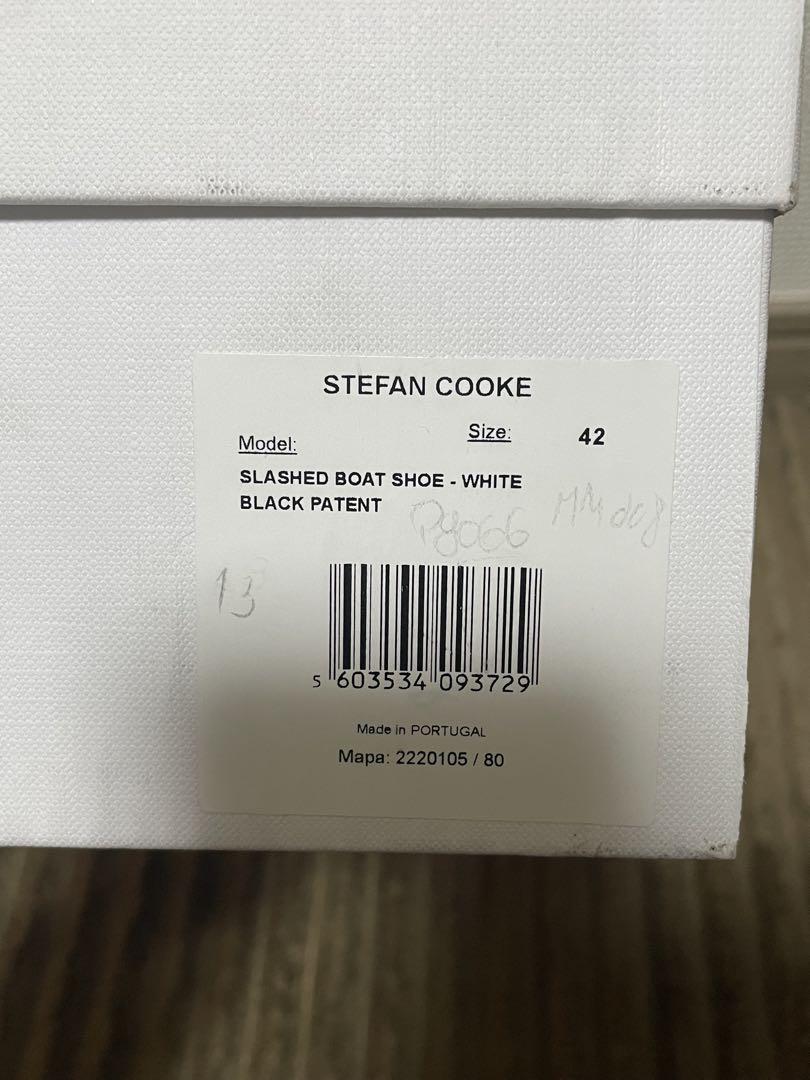 STEFAN COOKE
Model:
Size: 42
SLASHED BOAT SHOE - WHITE
BLACK PATENT
P8066
13
5 603534 093729
Made in PORTUGAL
Mapa: 2220105 / 80